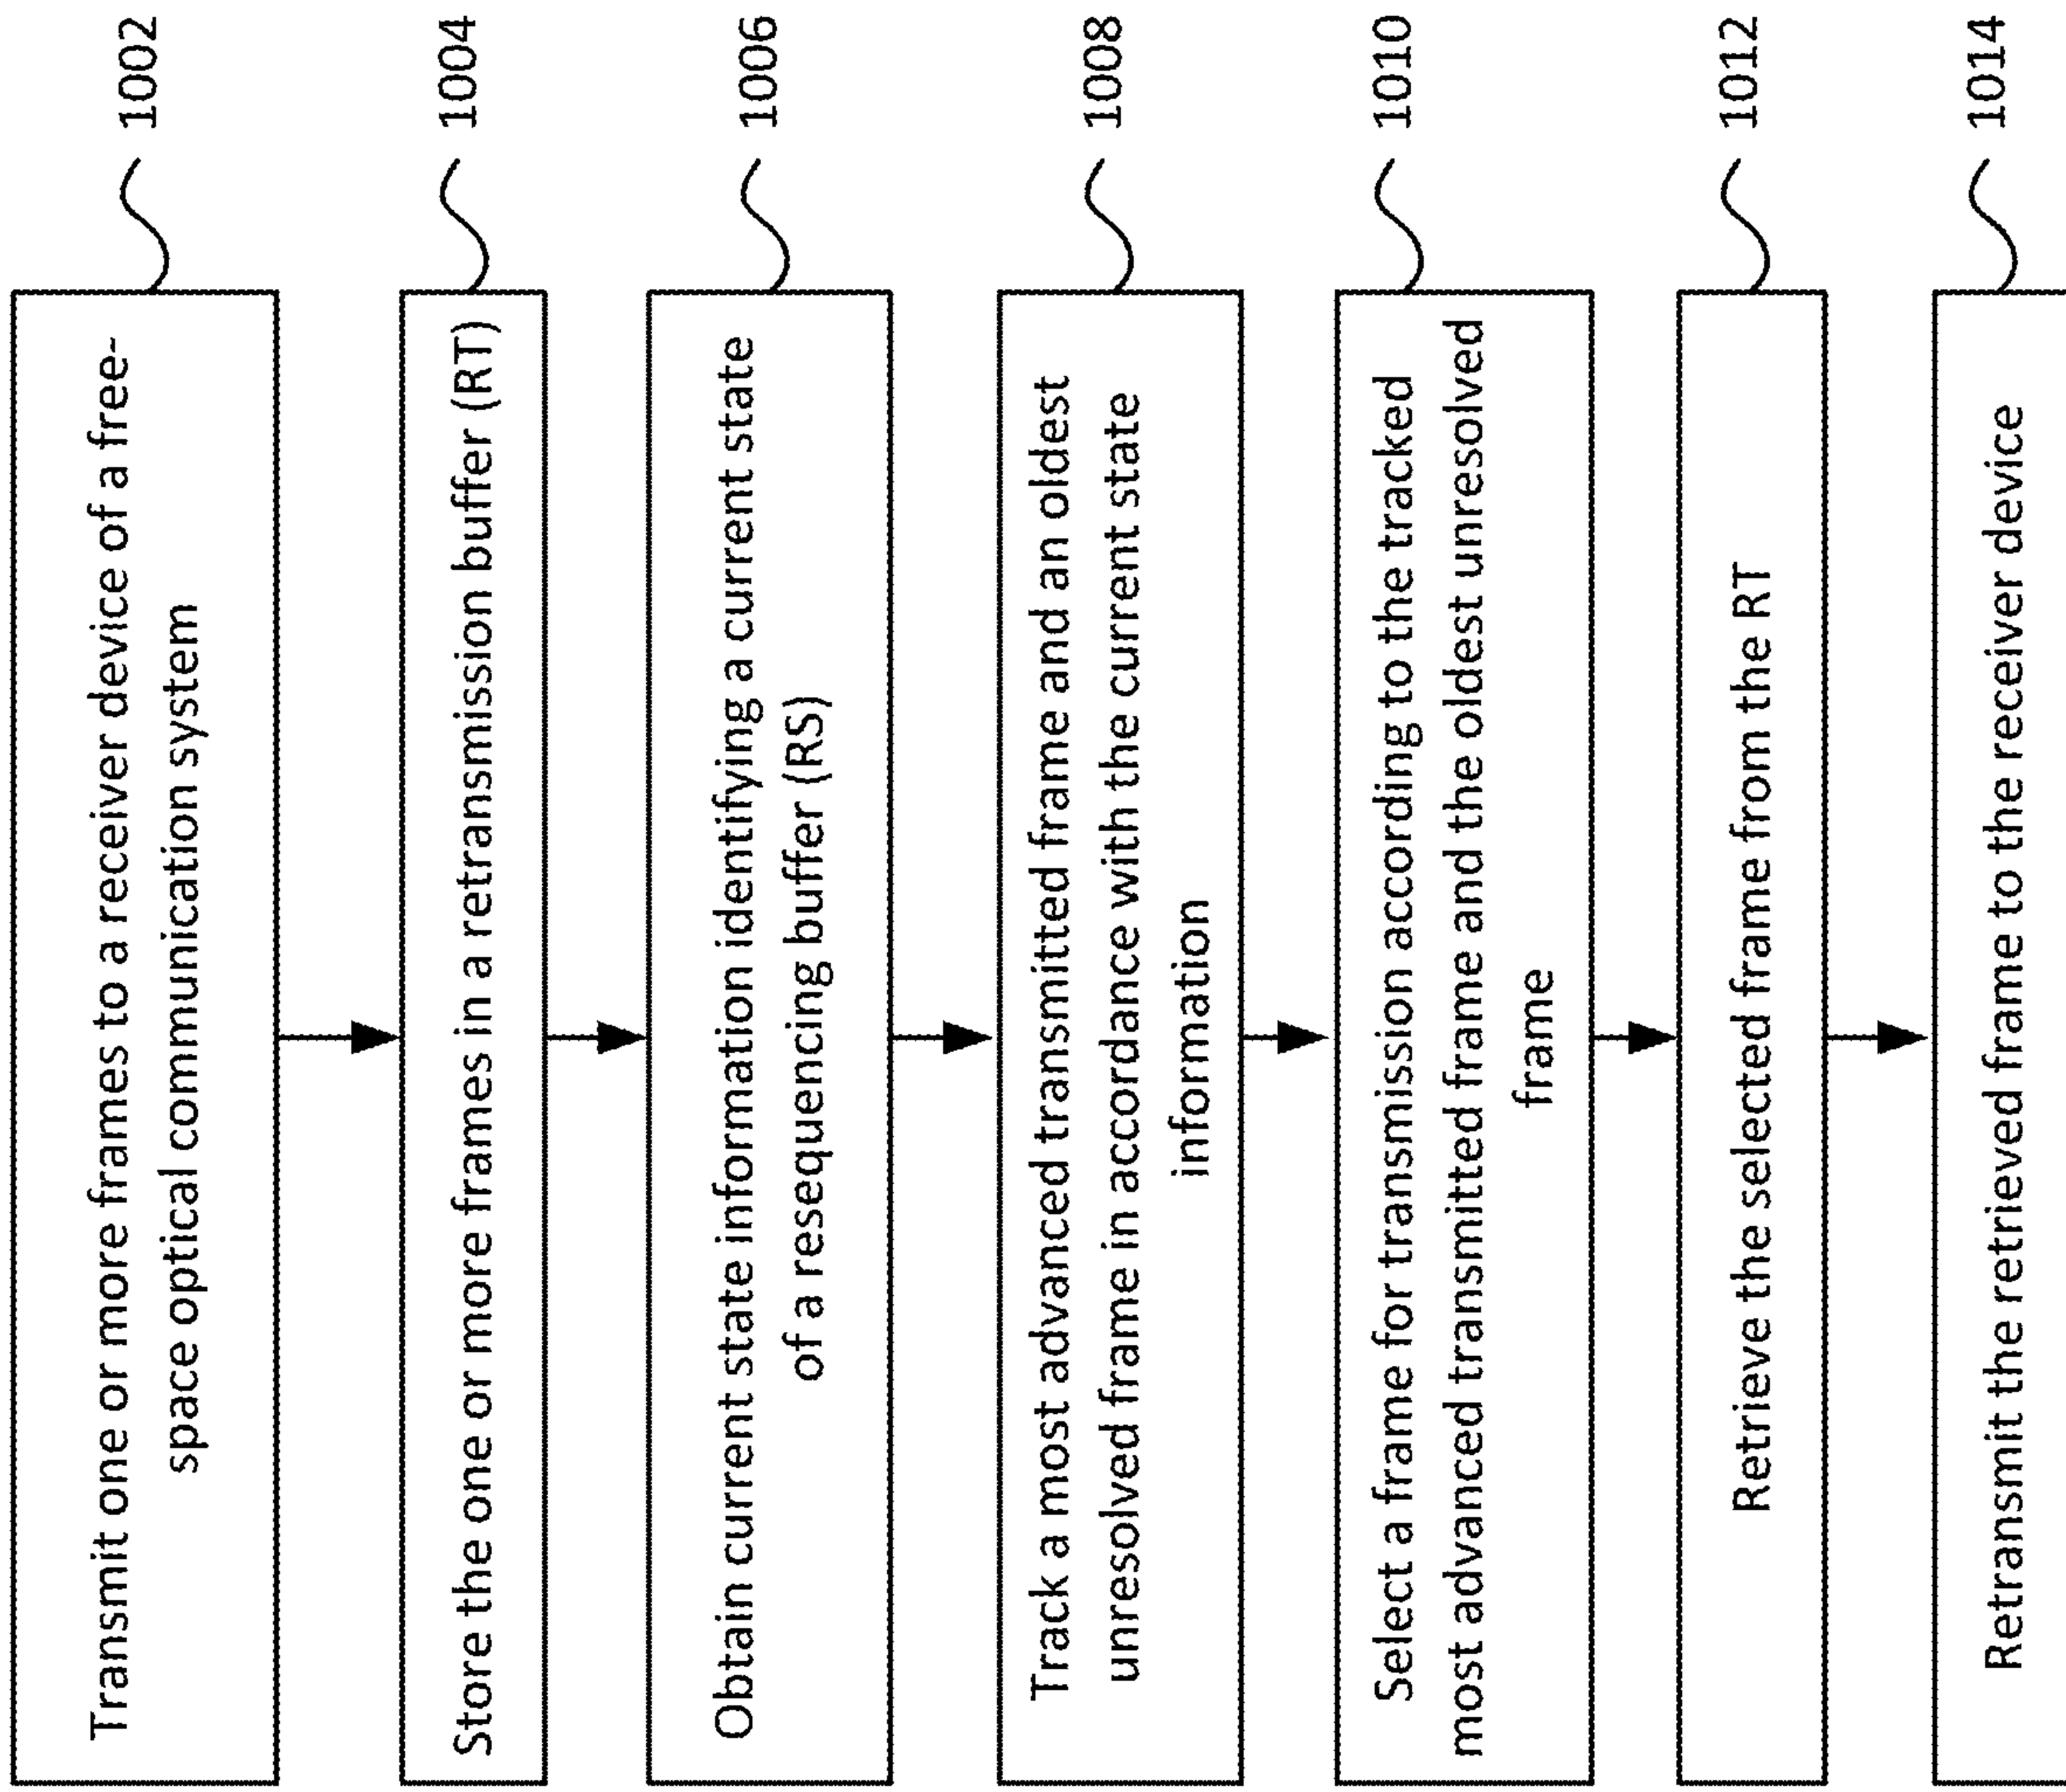 Transmit one or more frames to a receiver device of a free-
space optical communication system
1002
Store the one or more frames in a retransmission buffer (RT)
1004
Obtain current state information identifying a current state
of a resequencing buffer (RS)
1006
Track a most advanced transmitted frame and an oldest
unresolved frame in accordance with the current state
information
1008
Select a frame for transmission according to the tracked
most advanced transmitted frame and the oldest unresolved
frame
1010
Retrieve the selected frame from the RT
1012
Retransmit the retrieved frame to the receiver device
1014